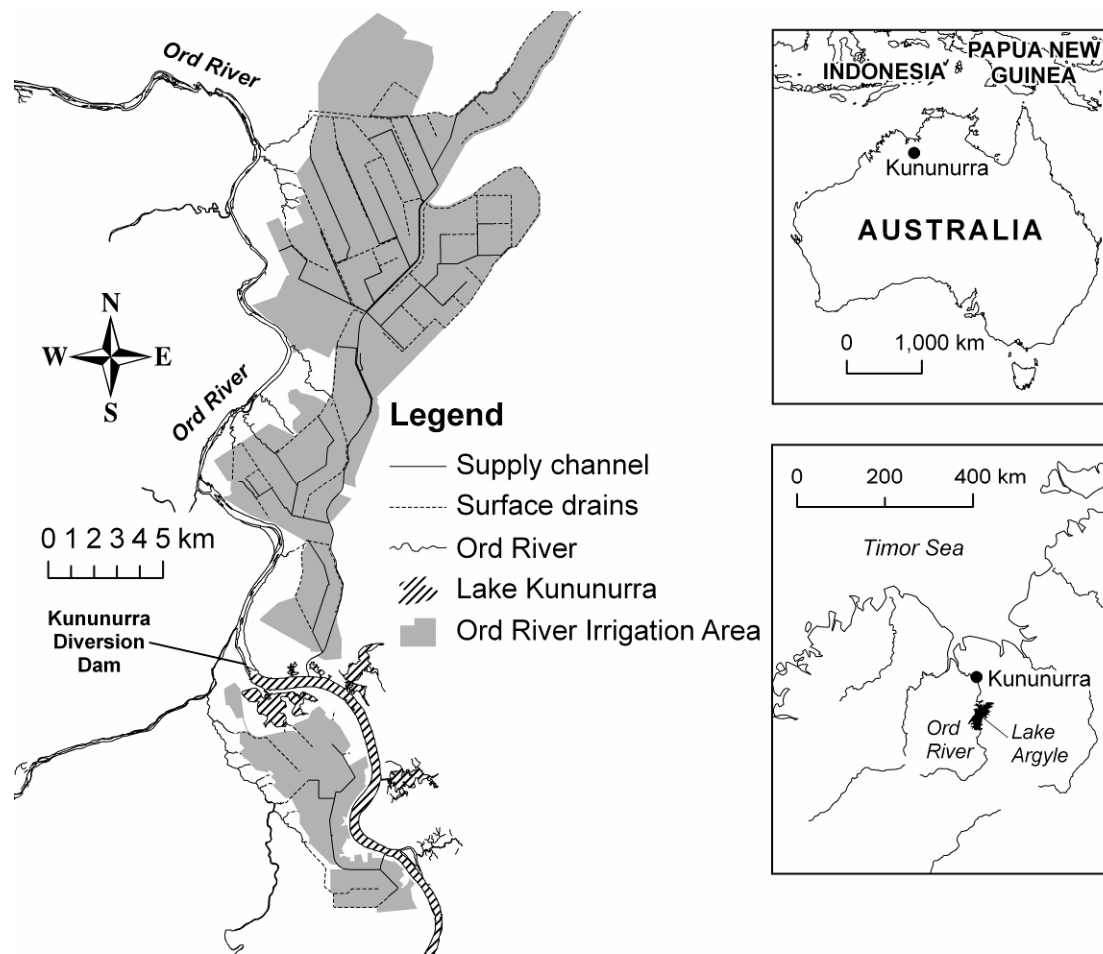 Ord River
N
W E
S
Ord River
Legend
Supply channel
Surface drains
Ord River
Lake Kununurra
Ord River Irrigation Area
0 1 2 3 4 5 km
Kununurra
Diversion
Dam
INDONESIA
PAPUA NEW
GUINEA
Kununurra
AUSTRALIA
0 1,000 km
0 200 400 km
Timor Sea
Kununurra
Ord
River
Lake
Argyle